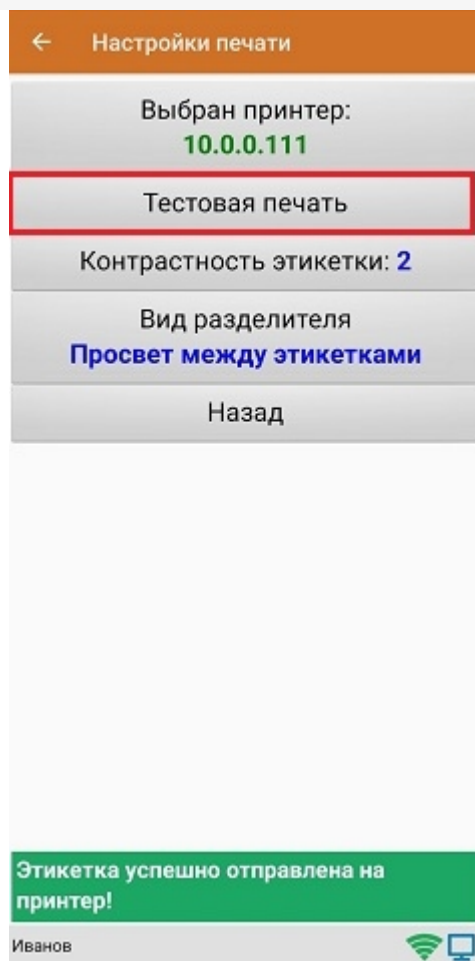 Настройки печати
Выбран принтер:
10.0.0.111
Тестовая печать
Контрастность этикетки: 2
Вид разделителя
Просвет между этикетками
Назад
Этикетка успешно отправлена на
принтер!
Иванов